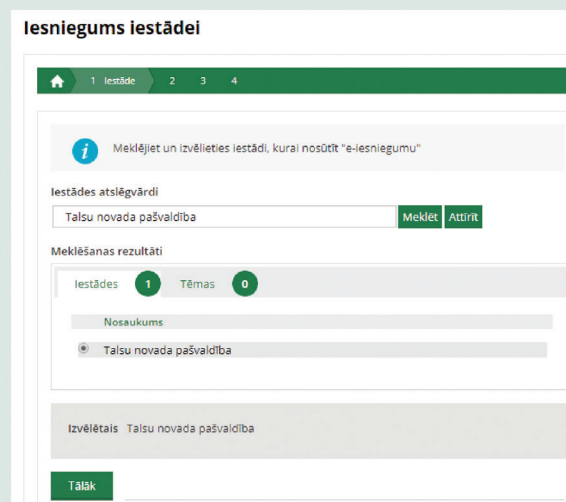 Iesniegums iestādei
1 Iestāde 2 3 4
i Meklējiet un izvēlieties iestādi, kurai nosūtīt "e-iesniegumu"
Iestādes atslēgvārdi
Talsu novada pašvaldība Meklēt Attīrīt
Meklēšanas rezultāti
Iestādes 1 Tēmas 0
Nosaukums
Talsu novada pašvaldība
Izvēlētais Talsu novada pašvaldība
Tālāk